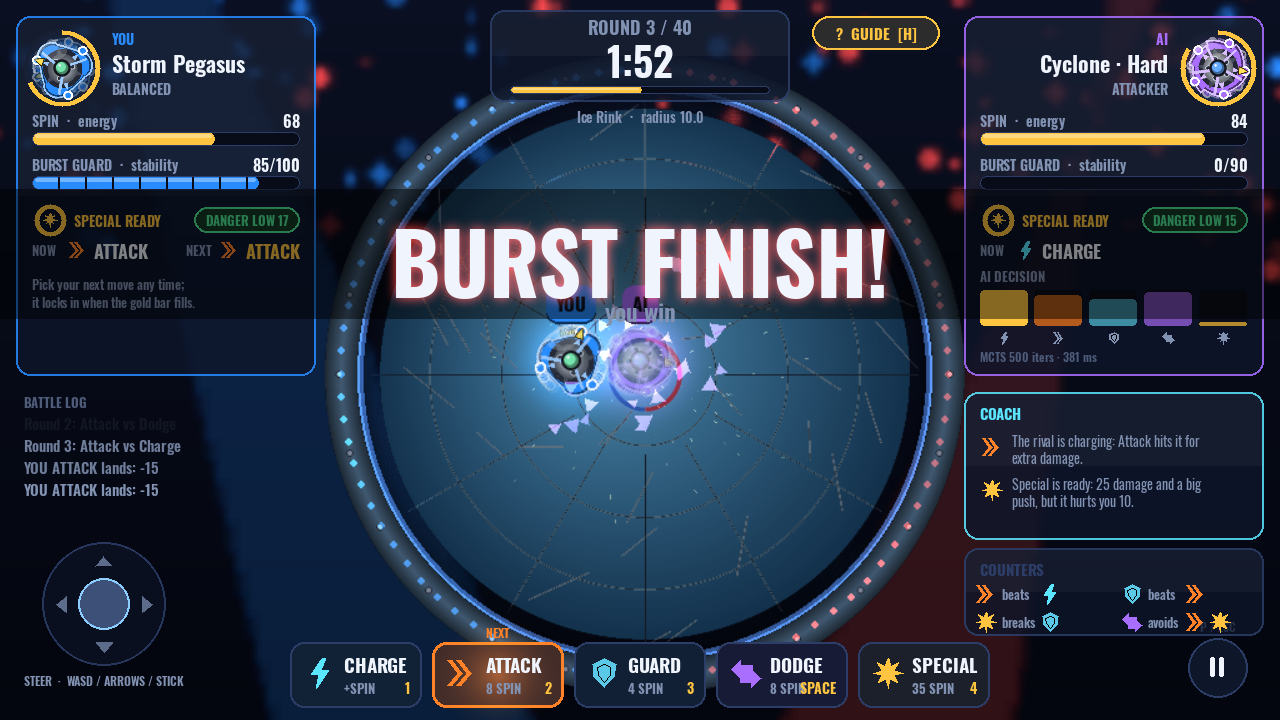 YOU
Storm Pegasus
BALANCED
SPIN · energy 68
BURST GUARD · stability 85/100
SPECIAL READY DANGER LOW 17
NOW ATTACK NEXT ATTACK
Pick your next move any time;
it locks in when the gold bar fills.
BATTLE LOG
Round 2: Attack vs Dodge
Round 3: Attack vs Charge
YOU ATTACK lands: -15
YOU ATTACK lands: -15
STEER · WASD / ARROWS / STICK
ROUND 3 / 40
1:52
Ice Rink · radius 10.0
? GUIDE [H]
BURST FINISH!
you win
YOU AI
NEXT
CHARGE
+SPIN 1
ATTACK
8 SPIN 2
GUARD
4 SPIN 3
DODGE
8 SPIN SPACE
SPECIAL
35 SPIN 4
AI
Cyclone · Hard
ATTACKER
SPIN · energy 84
BURST GUARD · stability 0/90
SPECIAL READY DANGER LOW 15
NOW CHARGE
AI DECISION
MCTS 500 iters · 381 ms
COACH
The rival is charging: Attack hits it for
extra damage.
Special is ready: 25 damage and a big
push, but it hurts you 10.
COUNTERS
beats beats
breaks avoids